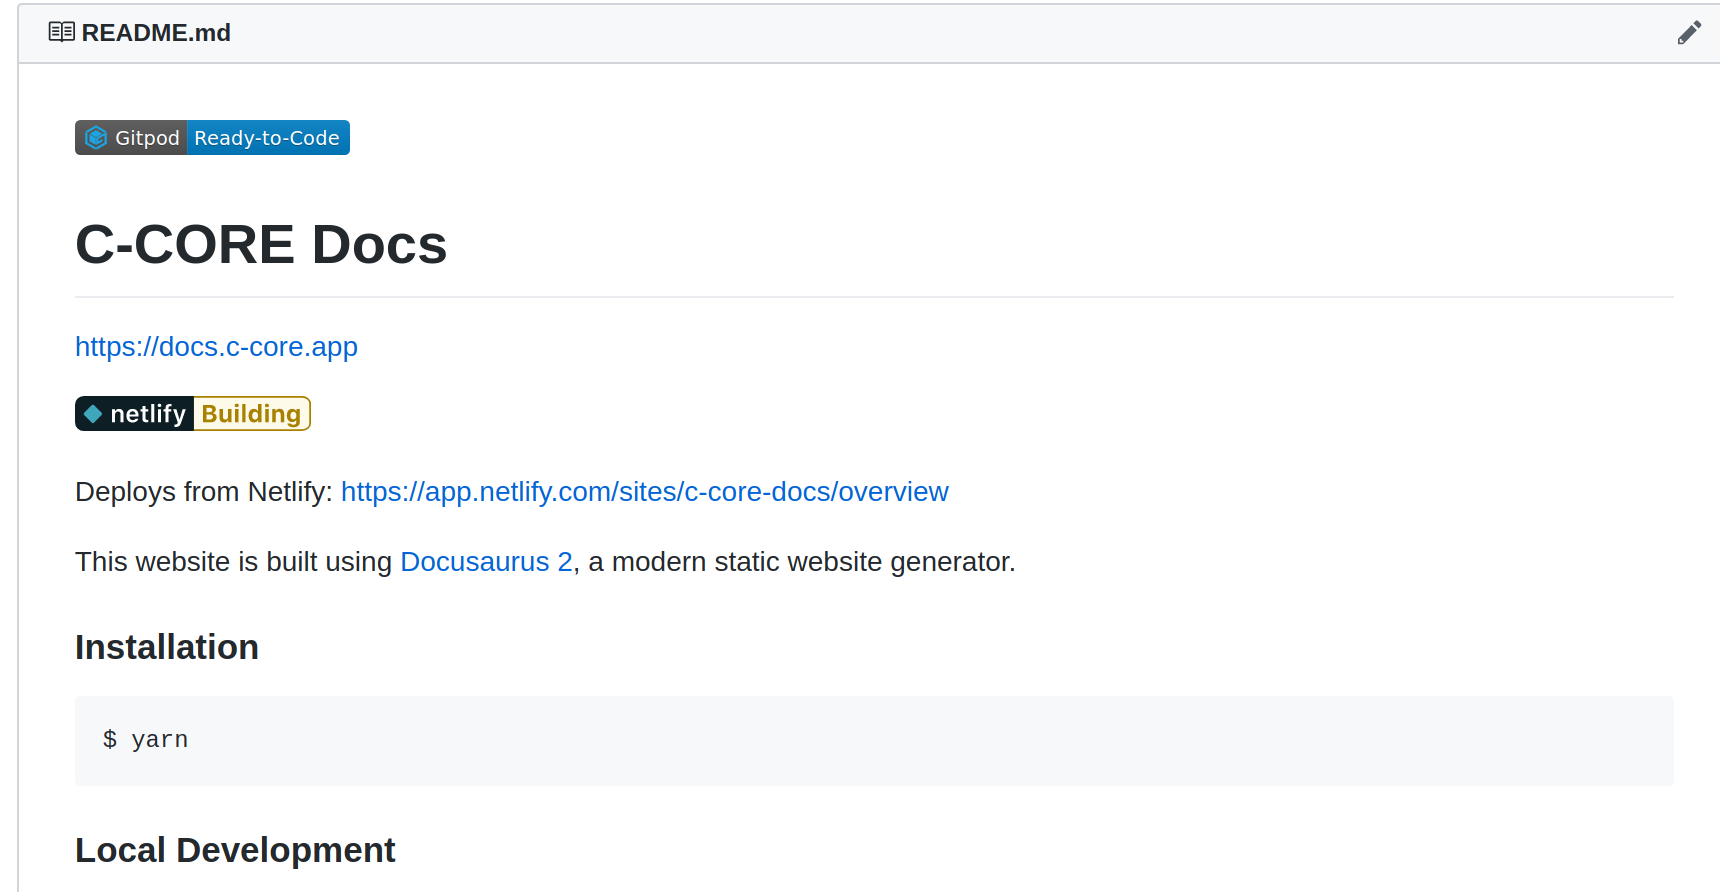 README.md
Gitpod Ready-to-Code
C-CORE Docs
https://docs.c-core.app
netlify Building
Deploys from Netlify: https://app.netlify.com/sites/c-core-docs/overview
This website is built using Docusaurus 2, a modern static website generator.
Installation
$ yarn
Local Development